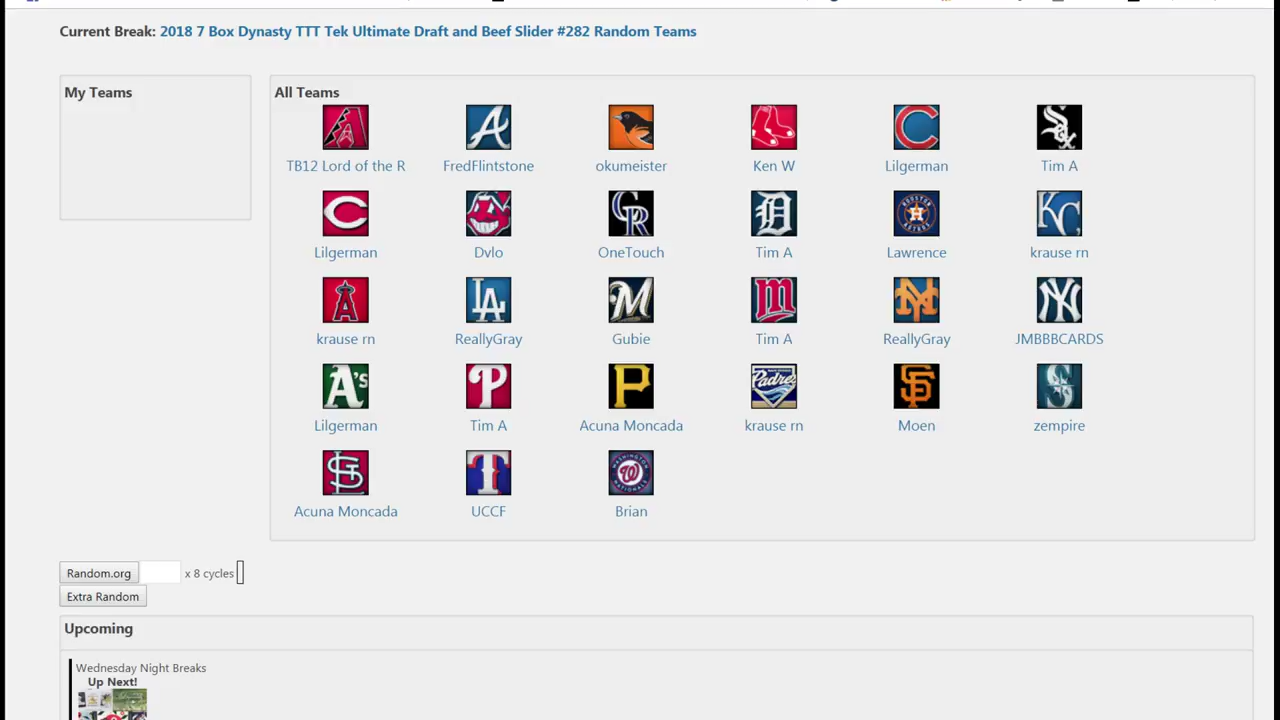 Current Break: 2018 7 Box Dynasty TTT Tek Ultimate Draft and Beef Slider #282 Random Teams
My Teams
All Teams
TB12 Lord of the R FredFlintstone okumeister Ken W Lilgerman Tim A
Lilgerman Dvlo OneTouch Tim A Lawrence krause rn
krause rn ReallyGray Gubie Tim A ReallyGray JMBBBCARDS
Lilgerman Tim A Acuna Moncada krause rn Moen zempire
Acuna Moncada UCCF Brian
Random.org x 8 cycles
Extra Random
Upcoming
Wednesday Night Breaks
Up Next!